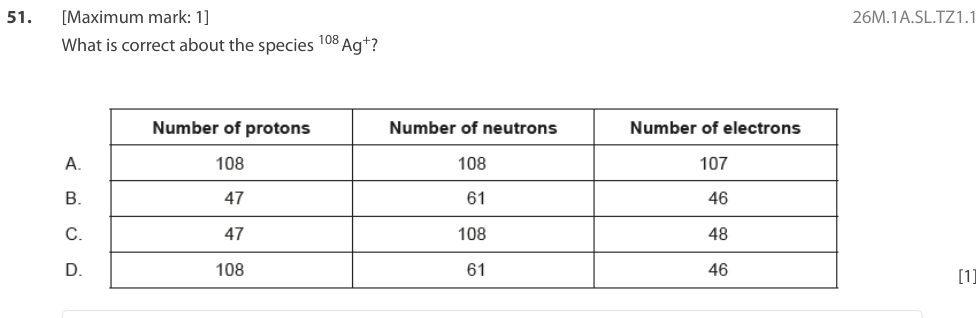 51. [Maximum mark: 1] 26M.1A.SL.TZ1.1
What is correct about the species ¹⁰⁸Ag⁺?
Number of protons Number of neutrons Number of electrons
A. 108 108 107
B. 47 61 46
C. 47 108 48
D. 108 61 46
[1]